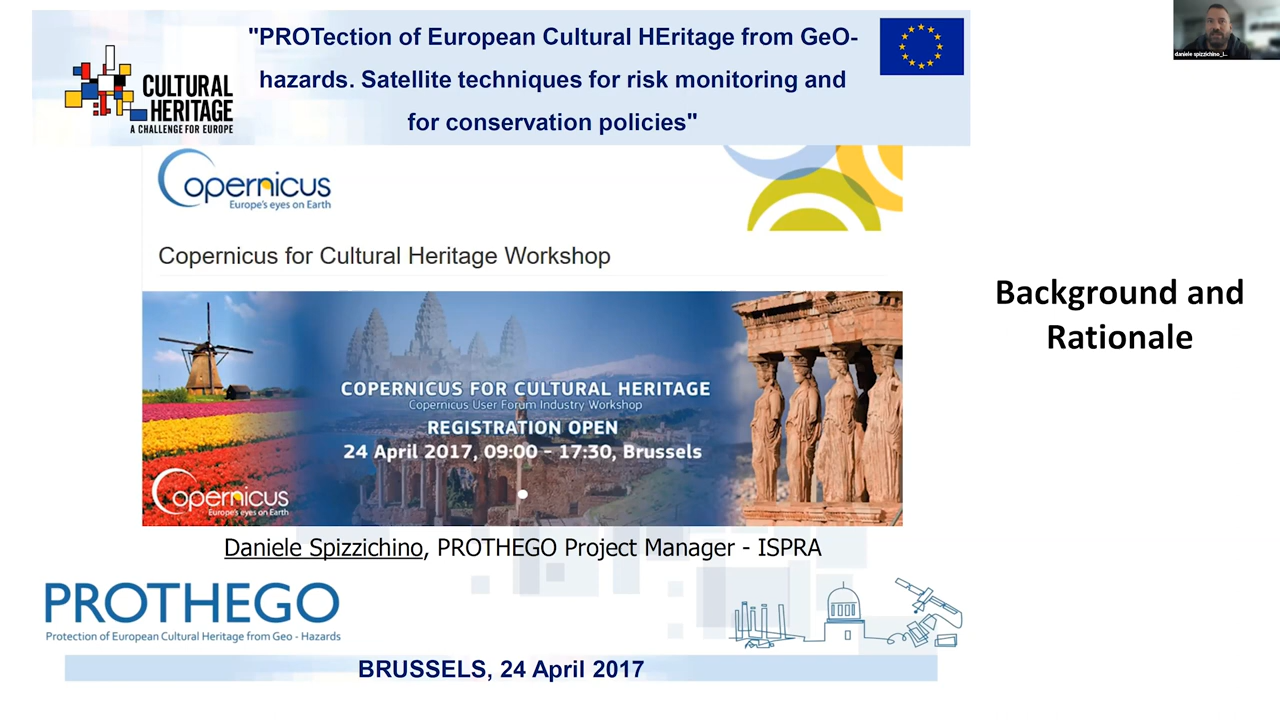 "PROTection of European Cultural HEritage from GeO-
hazards. Satellite techniques for risk monitoring and
for conservation policies"
CULTURAL
HERITAGE
A CHALLENGE FOR EUROPE
daniele spizzichino_I...
Copernicus
Europe's eyes on Earth
Copernicus for Cultural Heritage Workshop
Background and
Rationale
COPERNICUS FOR CULTURAL HERITAGE
Copernicus User Forum Industry Workshop
REGISTRATION OPEN
24 April 2017, 09:00 – 17:30, Brussels
Copernicus
Europe's eyes on Earth
Daniele Spizzichino, PROTHEGO Project Manager - ISPRA
PROTHEGO
Protection of European Cultural Heritage from Geo - Hazards
BRUSSELS, 24 April 2017